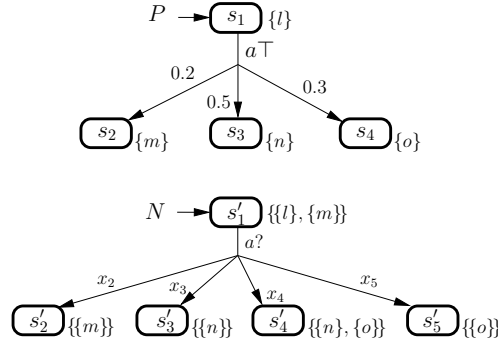 P s₁ {l}
a⊤
0.2 0.5 0.3
s₂ {m} s₃ {n} s₄ {o}
N s′₁ {{l}, {m}}
a?
x₂ x₃ x₄ x₅
s′₂ {{m}} s′₃ {{n}} s′₄ {{n}, {o}} s′₅ {{o}}